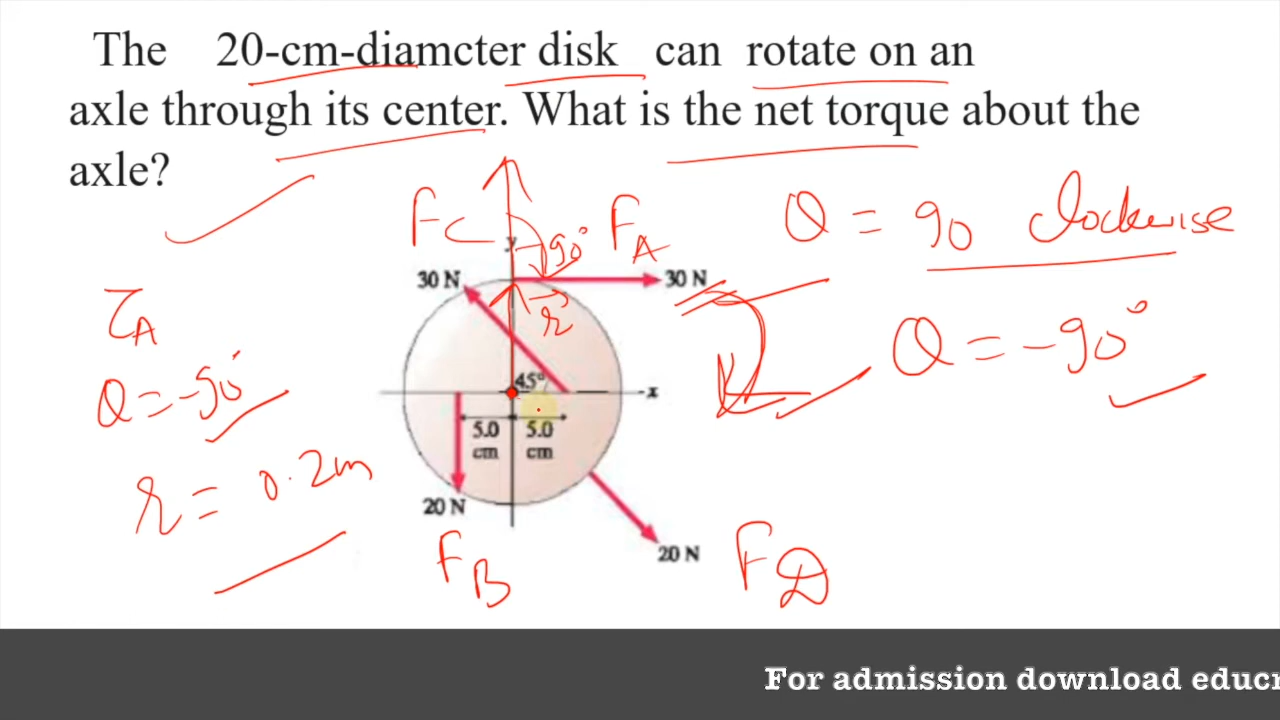 The 20-cm-diamcter disk can rotate on an
axle through its center. What is the net torque about the
axle?
FC
FA
θ = 90 clockwise
y
90°
30 N
30 N
r
τA
θ = -90°
θ = -90°
45°
x
5.0
cm
5.0
cm
r = 0.2m
20 N
20 N
FB
FD
For admission download educr